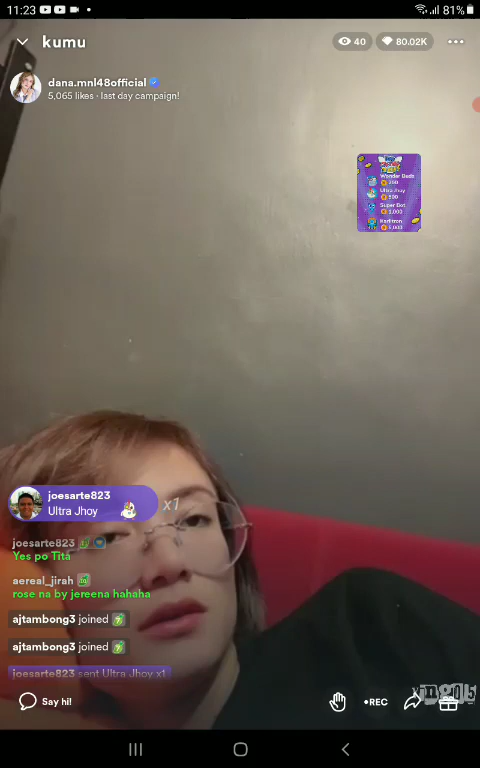 11:23
81%
kumu
40
80.02K
dana.mnl48official
5,065 likes · last day campaign!
Wonder Buds
Ultra Jhoy
Super Bot
joesarte823
Ultra Jhoy
x1
joesarte823
Yes po Tita
aereal_jirah
rose na by jereena hahaha
ajtambong3 joined
ajtambong3 joined
joesarte823 sent Ultra Jhoy x1
Say hi!
•REC